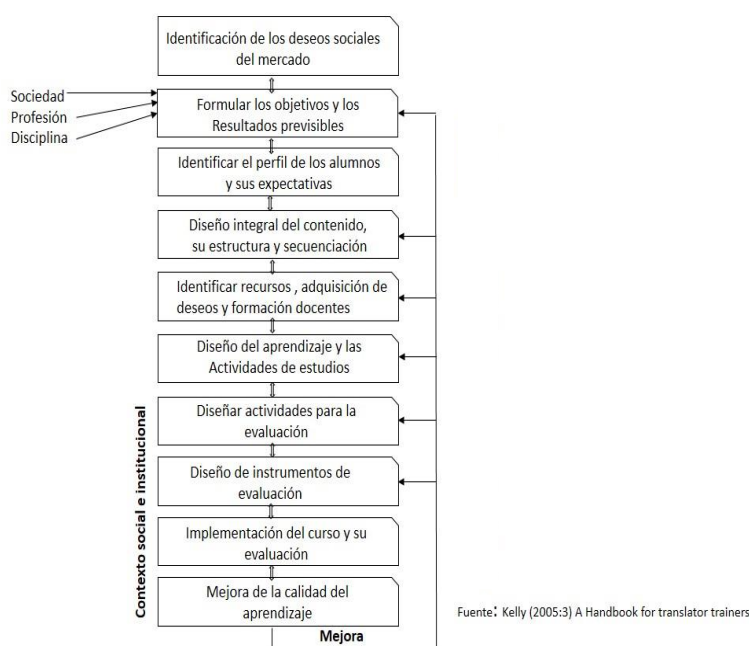 Identificación de los deseos sociales
del mercado
Sociedad
Profesión
Disciplina
Formular los objetivos y los
Resultados previsibles
Identificar el perfil de los alumnos
y sus expectativas
Diseño integral del contenido,
su estructura y secuenciación
Identificar recursos , adquisición de
deseos y formación docentes
Diseño del aprendizaje y las
Actividades de estudios
Diseñar actividades para la
evaluación
Diseño de instrumentos de
evaluación
Implementación del curso y su
evaluación
Mejora de la calidad del
aprendizaje
Contexto social e institucional
Mejora
Fuente: Kelly (2005:3) A Handbook for translator trainers